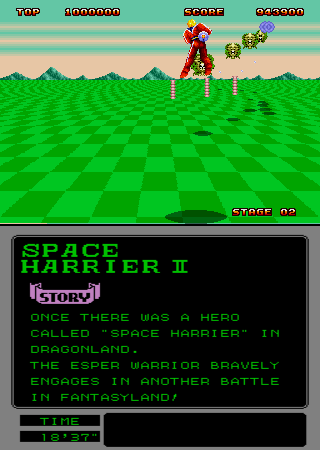 TOP 1000000 SCORE 943900
STAGE 02
SPACE
HARRIER II
STORY
ONCE THERE WAS A HERO
CALLED "SPACE HARRIER" IN
DRAGONLAND.
THE ESPER WARRIOR BRAVELY
ENGAGES IN ANOTHER BATTLE
IN FANTASYLAND!
TIME
18'37"